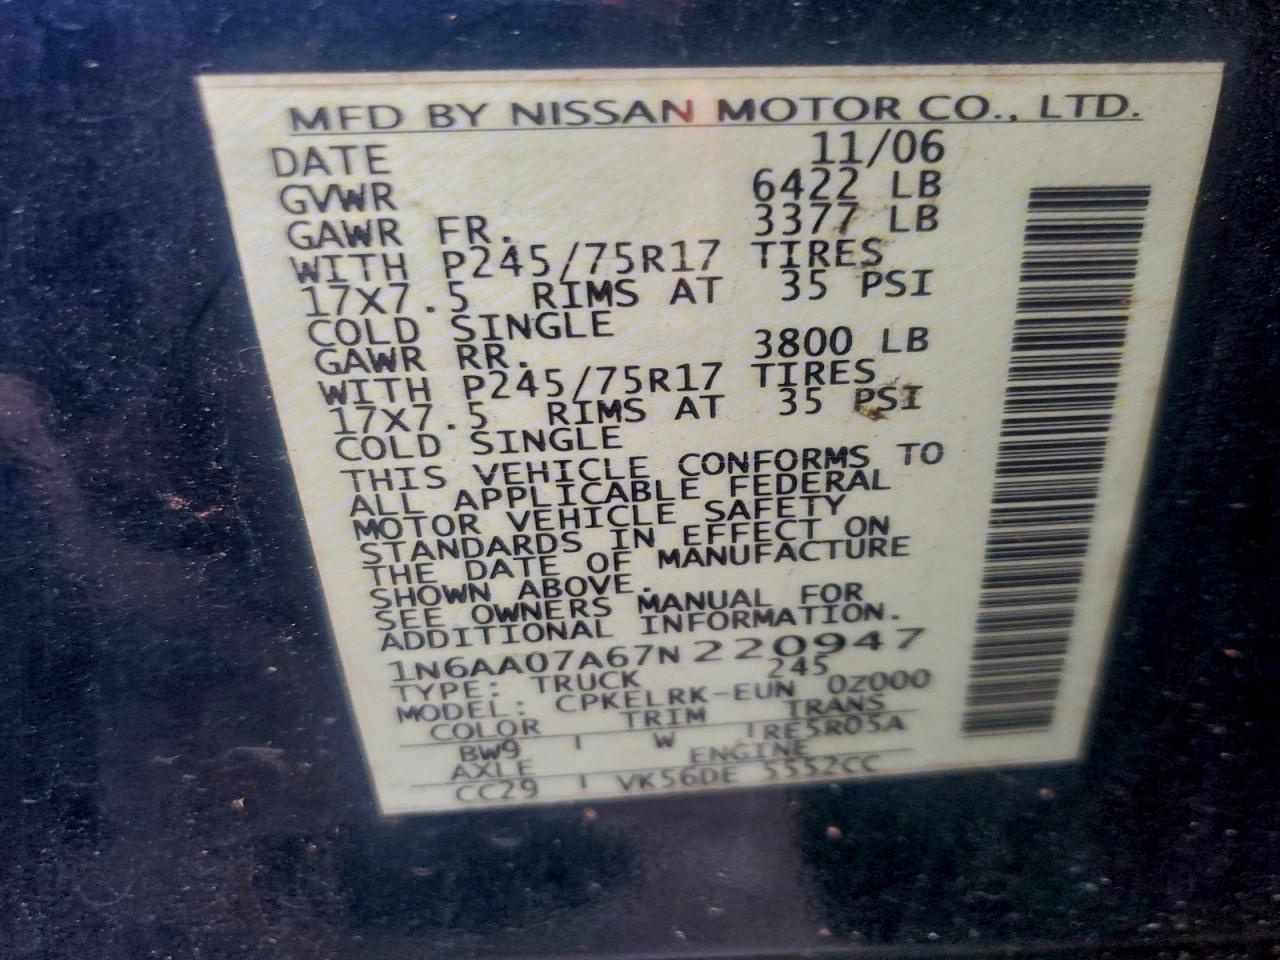 MFD BY NISSAN MOTOR CO., LTD.
DATE 11/06
GVWR 6422 LB
GAWR FR. 3377 LB
WITH P245/75R17 TIRES
17X7.5 RIMS AT 35 PSI
COLD SINGLE
GAWR RR. 3800 LB
WITH P245/75R17 TIRES
17X7.5 RIMS AT 35 PSI
COLD SINGLE
THIS VEHICLE CONFORMS TO
ALL APPLICABLE FEDERAL
MOTOR VEHICLE SAFETY
STANDARDS IN EFFECT ON
THE DATE OF MANUFACTURE
SHOWN ABOVE.
SEE OWNERS MANUAL FOR
ADDITIONAL INFORMATION.
1N6AA07A67N220947
TYPE: TRUCK 245
MODEL: CPKELRK-EUN 0Z000
COLOR TRIM TRANS
BW9 W RE5R05A
AXLE ENGINE
CC29 VK56DE 5552CC